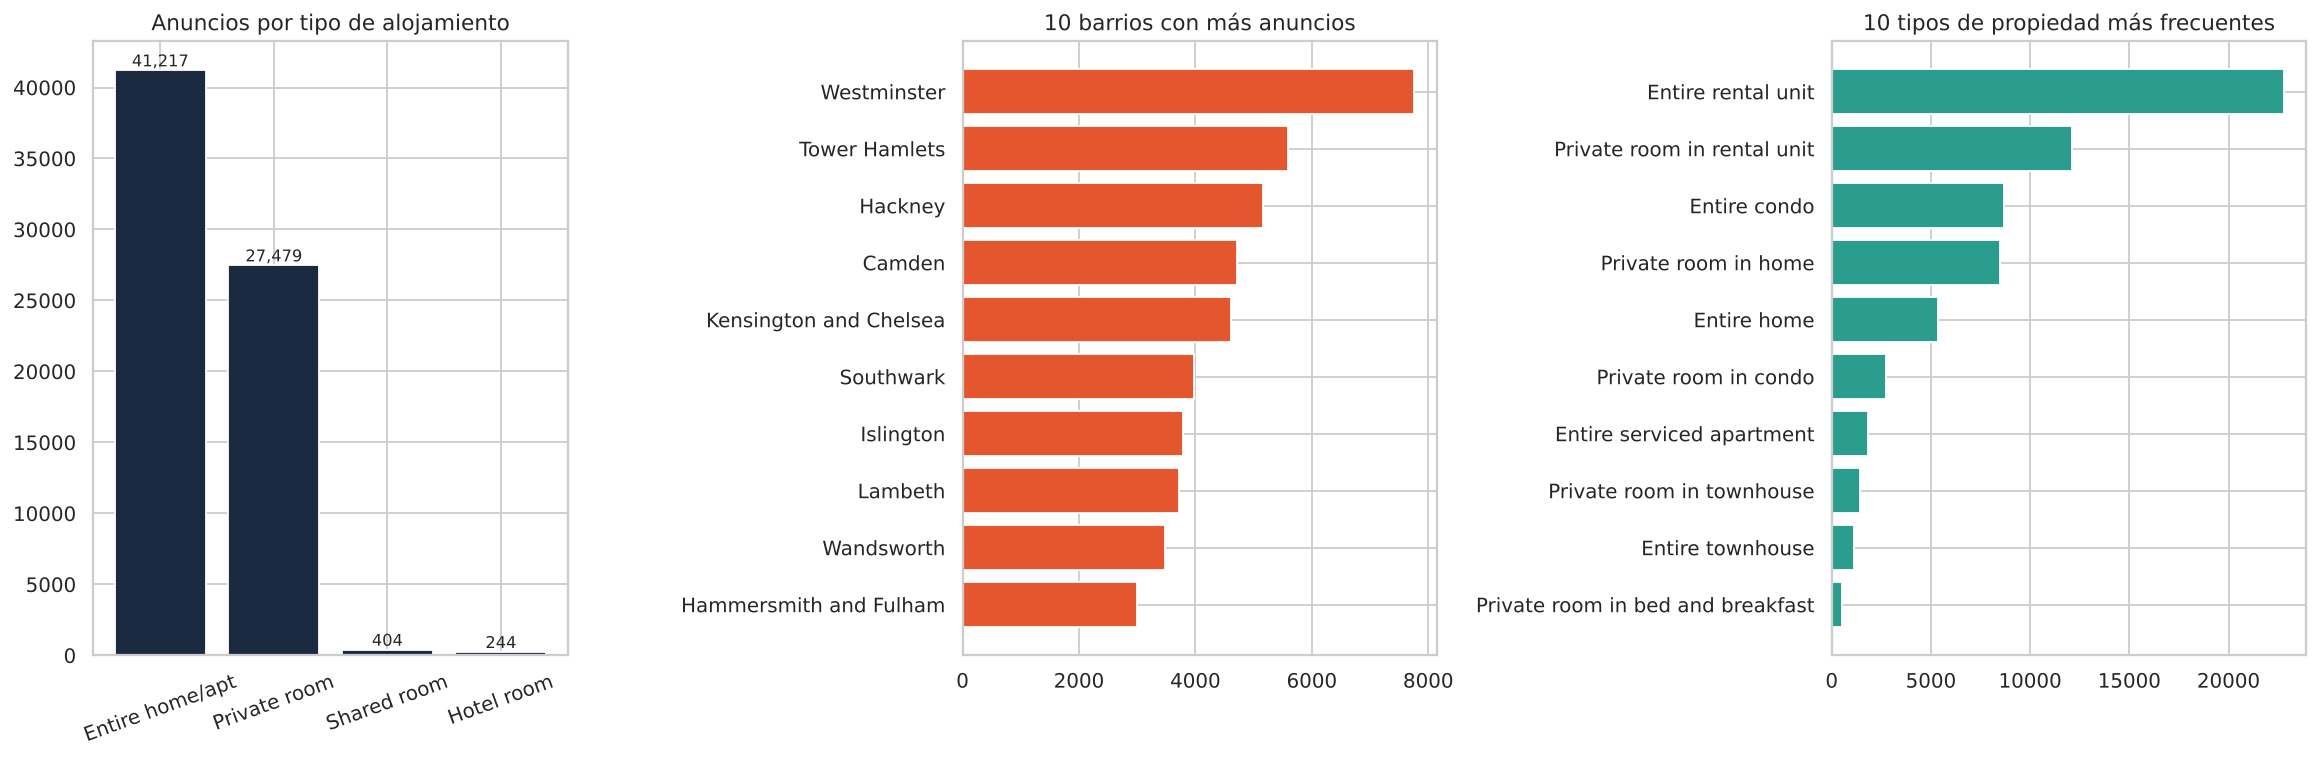 Anuncios por tipo de alojamiento
41,217
27,479
404
244
40000
35000
30000
25000
20000
15000
10000
5000
0
Entire home/apt
Private room
Shared room
Hotel room
10 barrios con más anuncios
Westminster
Tower Hamlets
Hackney
Camden
Kensington and Chelsea
Southwark
Islington
Lambeth
Wandsworth
Hammersmith and Fulham
0 2000 4000 6000 8000
10 tipos de propiedad más frecuentes
Entire rental unit
Private room in rental unit
Entire condo
Private room in home
Entire home
Private room in condo
Entire serviced apartment
Private room in townhouse
Entire townhouse
Private room in bed and breakfast
0 5000 10000 15000 20000